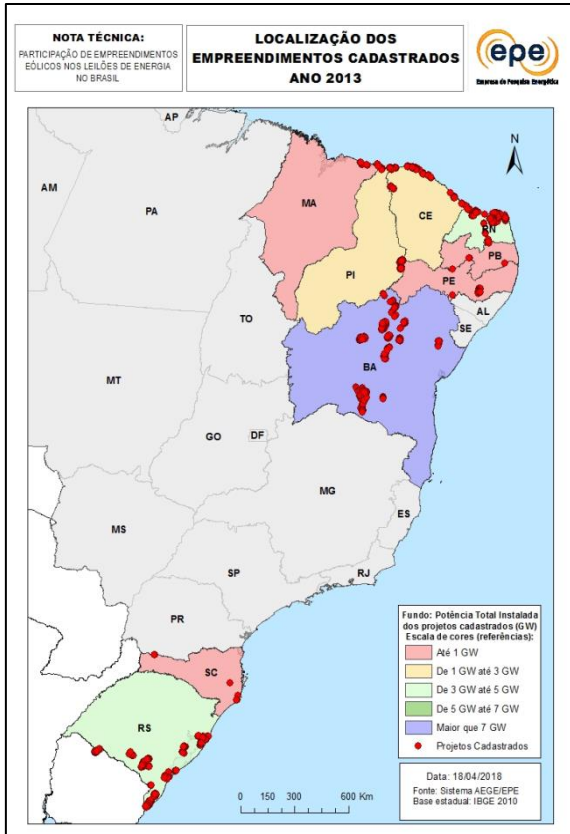 NOTA TÉCNICA:
PARTICIPAÇÃO DE EMPREENDIMENTOS
EÓLICOS NOS LEILÕES DE ENERGIA
NO BRASIL
LOCALIZAÇÃO DOS
EMPREENDIMENTOS CADASTRADOS
ANO 2013
epe
Empresa de Pesquisa Energética
N
AP
AM
PA
MA
CE
RN
PB
PI
PE
AL
SE
TO
BA
MT
GO
DF
MG
ES
MS
SP
RJ
PR
SC
RS
Fundo: Potência Total Instalada
dos projetos cadastrados (GW)
Escala de cores (referências):
Até 1 GW
De 1 GW até 3 GW
De 3 GW até 5 GW
De 5 GW até 7 GW
Maior que 7 GW
Projetos Cadastrados
Data: 18/04/2018
Fonte: Sistema AEGE/EPE
Base estadual: IBGE 2010
0 150 300 600 Km